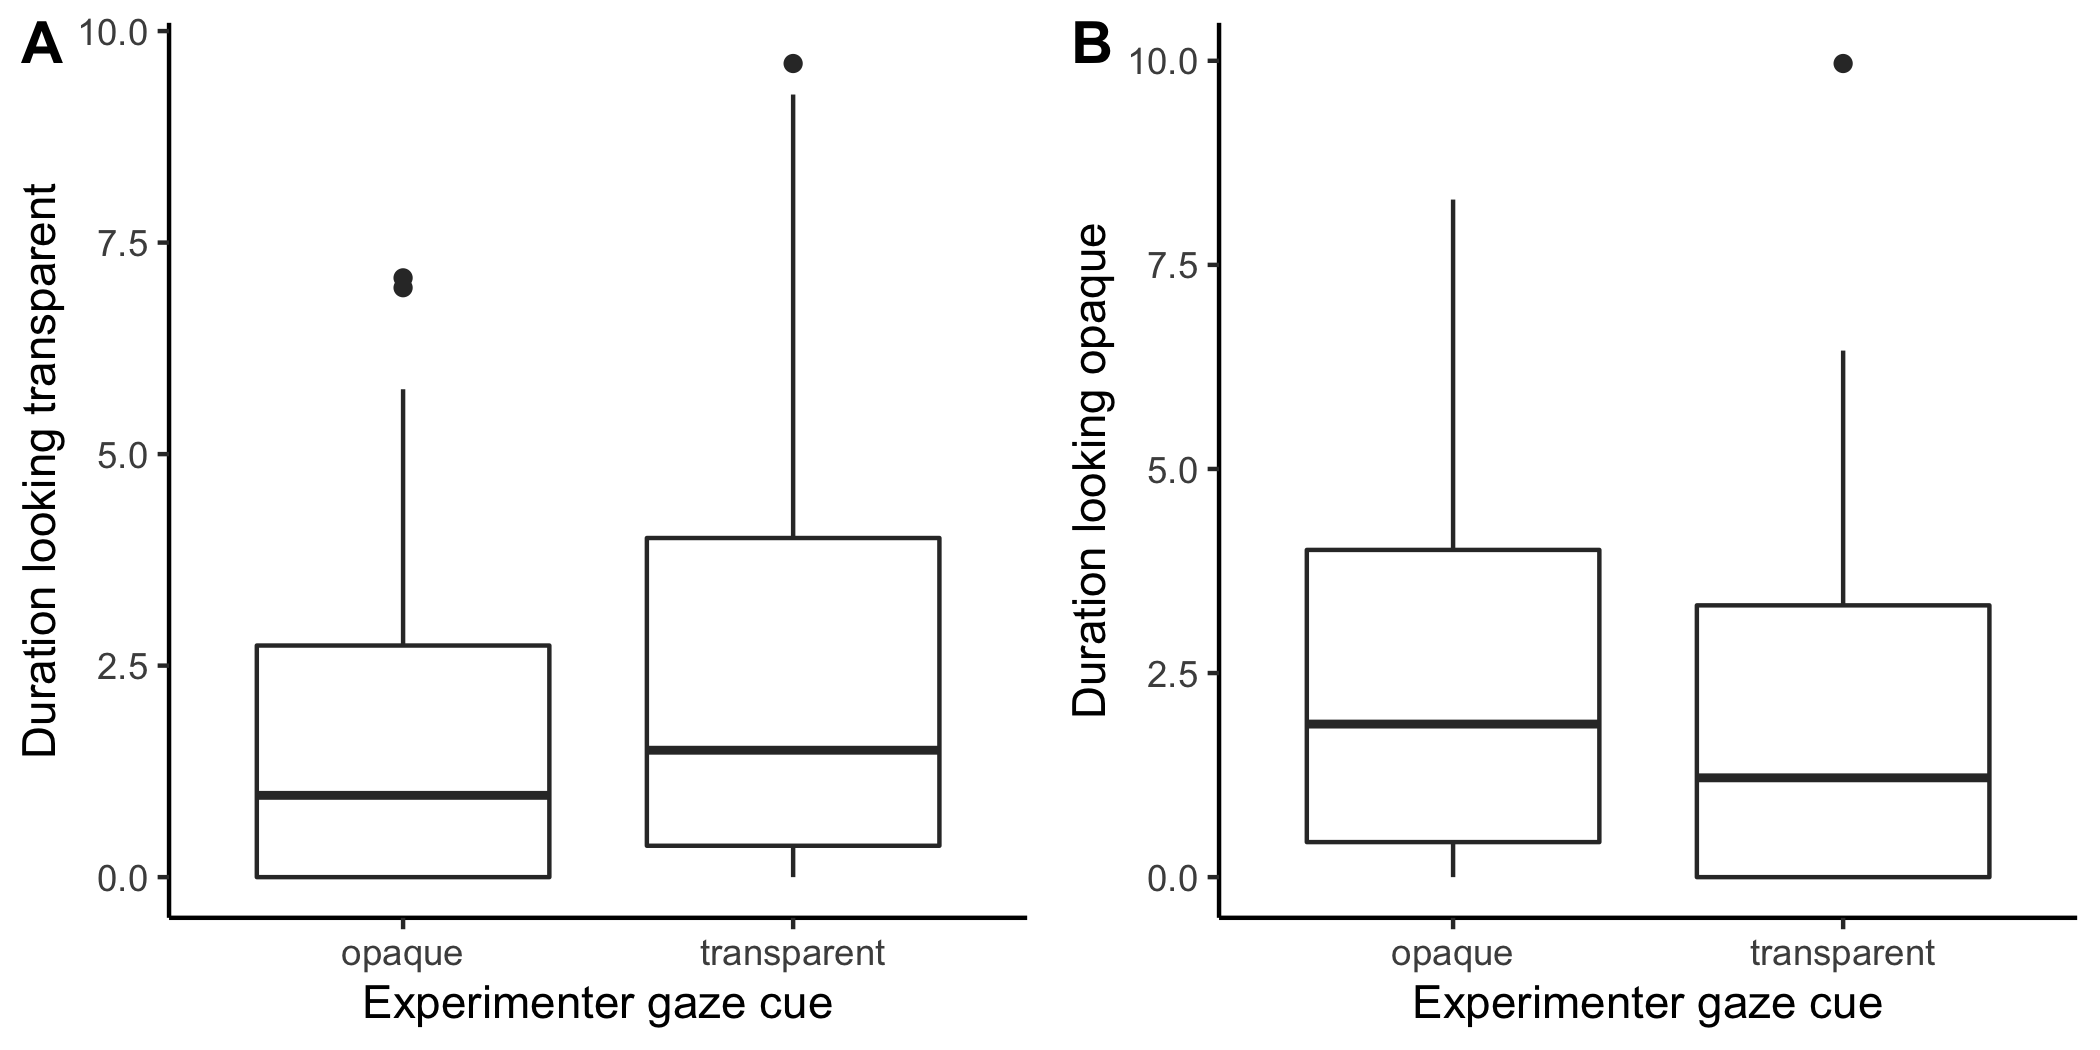 A
Duration looking transparent
10.0
7.5
5.0
2.5
0.0
opaque transparent
Experimenter gaze cue
B
Duration looking opaque
10.0
7.5
5.0
2.5
0.0
opaque transparent
Experimenter gaze cue